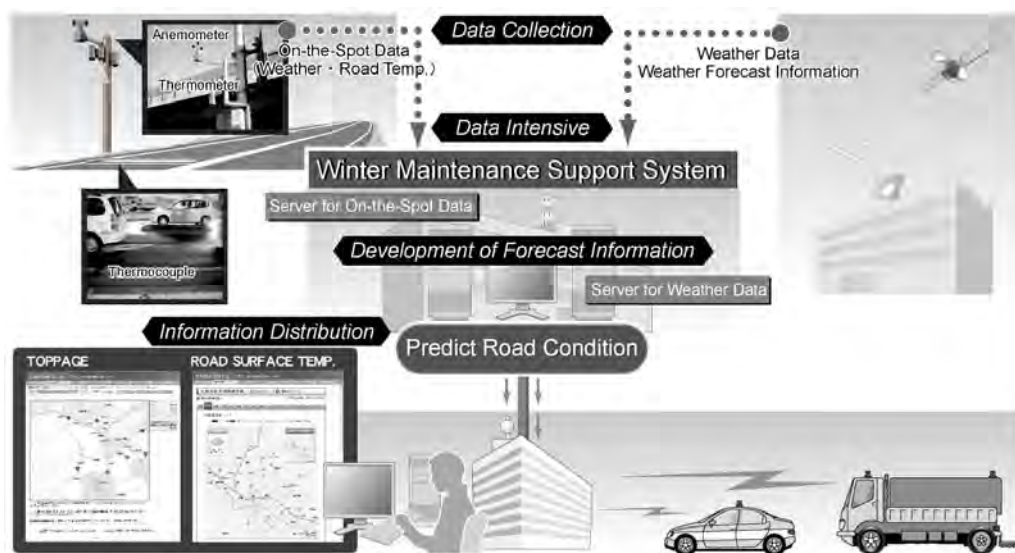 Data Collection
Anemometer
On-the-Spot Data
(Weather・Road Temp.)
Thermometer
Weather Data
Weather Forecast Information
Data Intensive
Winter Maintenance Support System
Server for On-the-Spot Data
Development of Forecast Information
Thermocouple
Server for Weather Data
Information Distribution
Predict Road Condition
TOPPAGE
ROAD SURFACE TEMP.